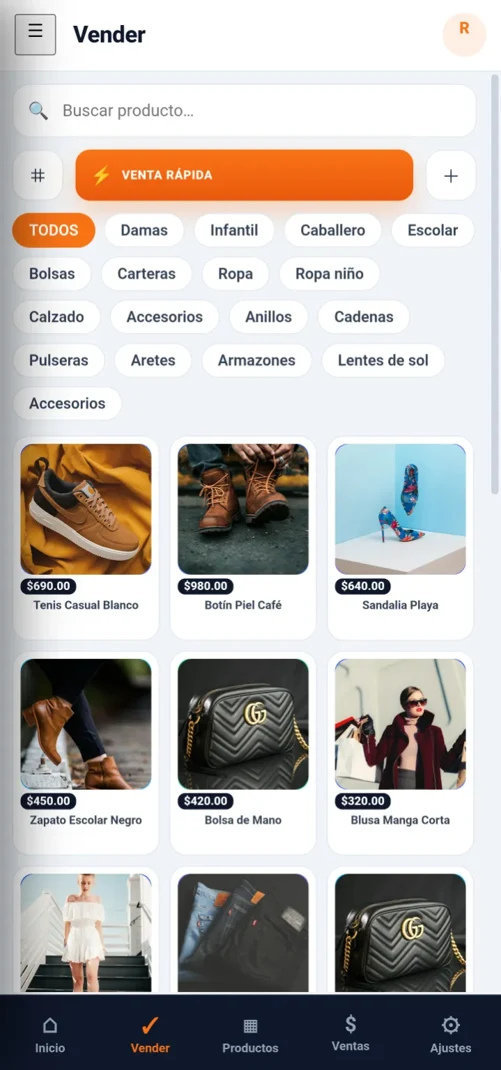 ☰ Vender R
🔍 Buscar producto...
# ⚡ VENTA RÁPIDA +
TODOS Damas Infantil Caballero Escolar
Bolsas Carteras Ropa Ropa niño
Calzado Accesorios Anillos Cadenas
Pulseras Aretes Armazones Lentes de sol
Accesorios
$690.00 $980.00 $640.00
Tenis Casual Blanco Botín Piel Café Sandalia Playa
$450.00 $420.00 $320.00
Zapato Escolar Negro Bolsa de Mano Blusa Manga Corta
Inicio Vender Productos Ventas Ajustes